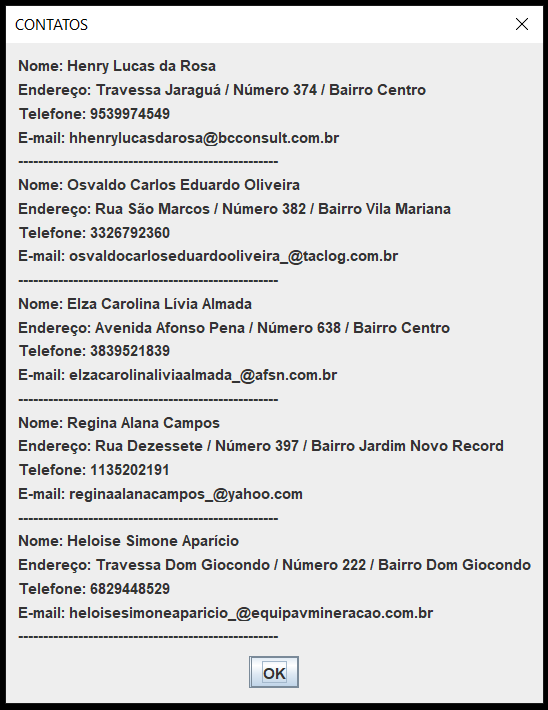 CONTATOS
Nome: Henry Lucas da Rosa
Endereço: Travessa Jaraguá / Número 374 / Bairro Centro
Telefone: 9539974549
E-mail: hhenrylucasdarosa@bcconsult.com.br
----------------------------------------------------
Nome: Osvaldo Carlos Eduardo Oliveira
Endereço: Rua São Marcos / Número 382 / Bairro Vila Mariana
Telefone: 3326792360
E-mail: osvaldocarloseduardooliveira_@taclog.com.br
----------------------------------------------------
Nome: Elza Carolina Lívia Almada
Endereço: Avenida Afonso Pena / Número 638 / Bairro Centro
Telefone: 3839521839
E-mail: elzacarolinaliviaalmada_@afsn.com.br
----------------------------------------------------
Nome: Regina Alana Campos
Endereço: Rua Dezessete / Número 397 / Bairro Jardim Novo Record
Telefone: 1135202191
E-mail: reginaalanacampos_@yahoo.com
----------------------------------------------------
Nome: Heloise Simone Aparício
Endereço: Travessa Dom Giocondo / Número 222 / Bairro Dom Giocondo
Telefone: 6829448529
E-mail: heloisesimoneaparicio_@equipavmineracao.com.br
----------------------------------------------------
OK